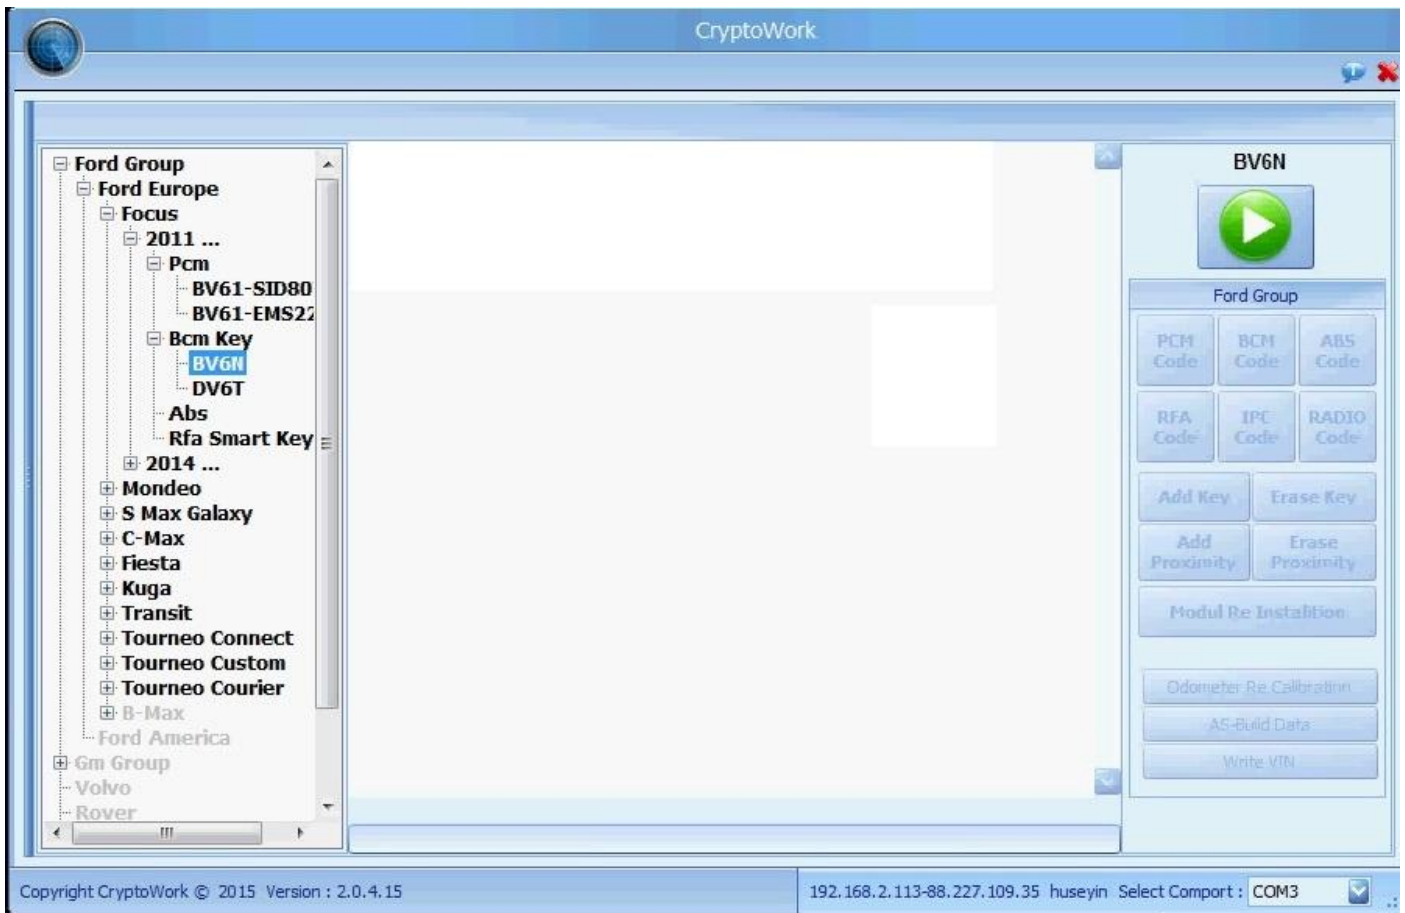 CryptoWork
Ford Group
Ford Europe
Focus
2011 ...
Pcm
BV61-SID80
BV61-EMS22
Bcm Key
BV6N
DV6T
Abs
Rfa Smart Key
2014 ...
Mondeo
S Max Galaxy
C-Max
Fiesta
Kuga
Transit
Tourneo Connect
Tourneo Custom
Tourneo Courier
B-Max
Ford America
Gm Group
Volvo
Rover
BV6N
Ford Group
PCM Code
BCM Code
ABS Code
RFA Code
IPC Code
RADIO Code
Add Key
Erase Key
Add Proximity
Erase Proximity
Modul Re Instalition
Odometer Re Calibration
AS-Build Data
Write VIN
Copyright CryptoWork © 2015 Version : 2.0.4.15
192.168.2.113-88.227.109.35 huseyin Select Comport : COM3